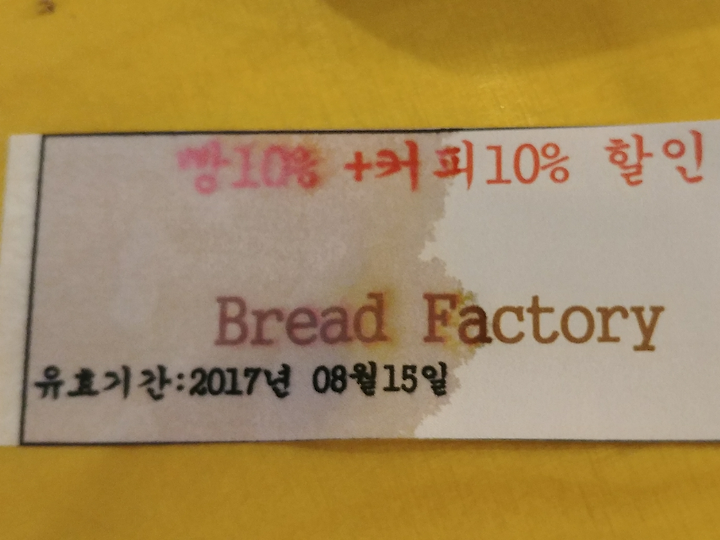 빵10% +커피10% 할인
Bread Factory
유효기간:2017년 08월15일